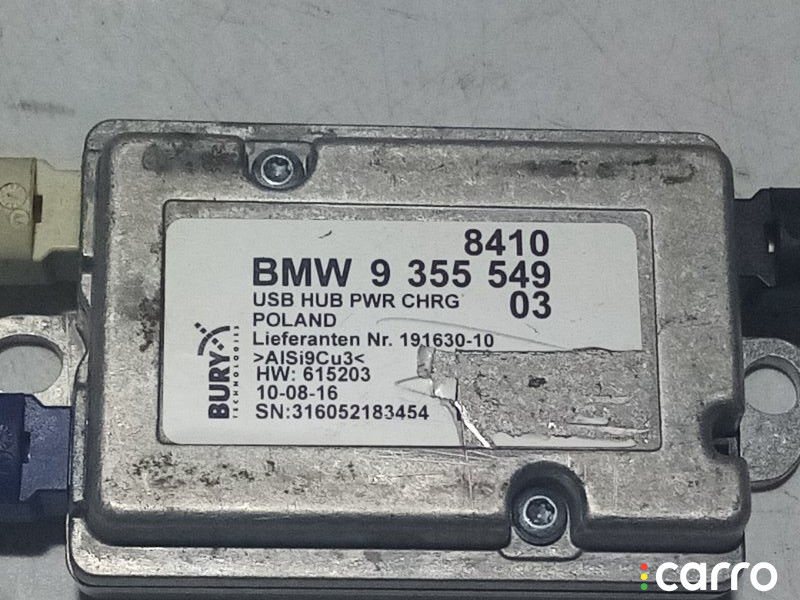 8410
BMW 9 355 549
USB HUB PWR CHRG 03
POLAND
Lieferanten Nr. 191630-10
>AlSi9Cu3<
HW: 615203
10-08-16
SN:316052183454
BURY
TECHNOLOGIES
carro